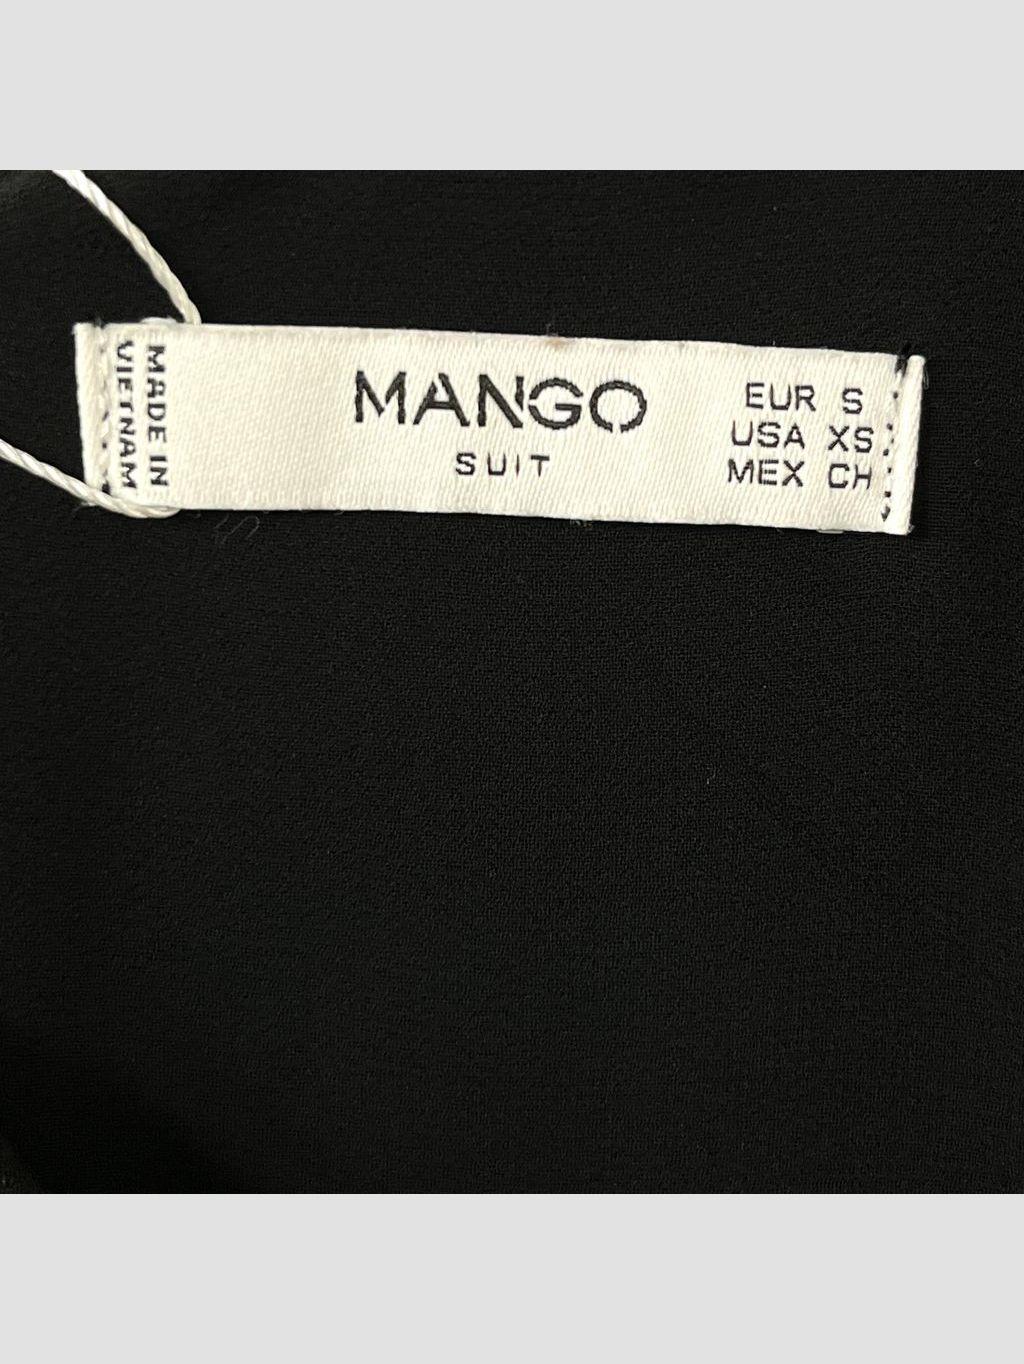 MADE IN
VIETNAM
MANGO
SUIT
EUR S
USA XS
MEX CH